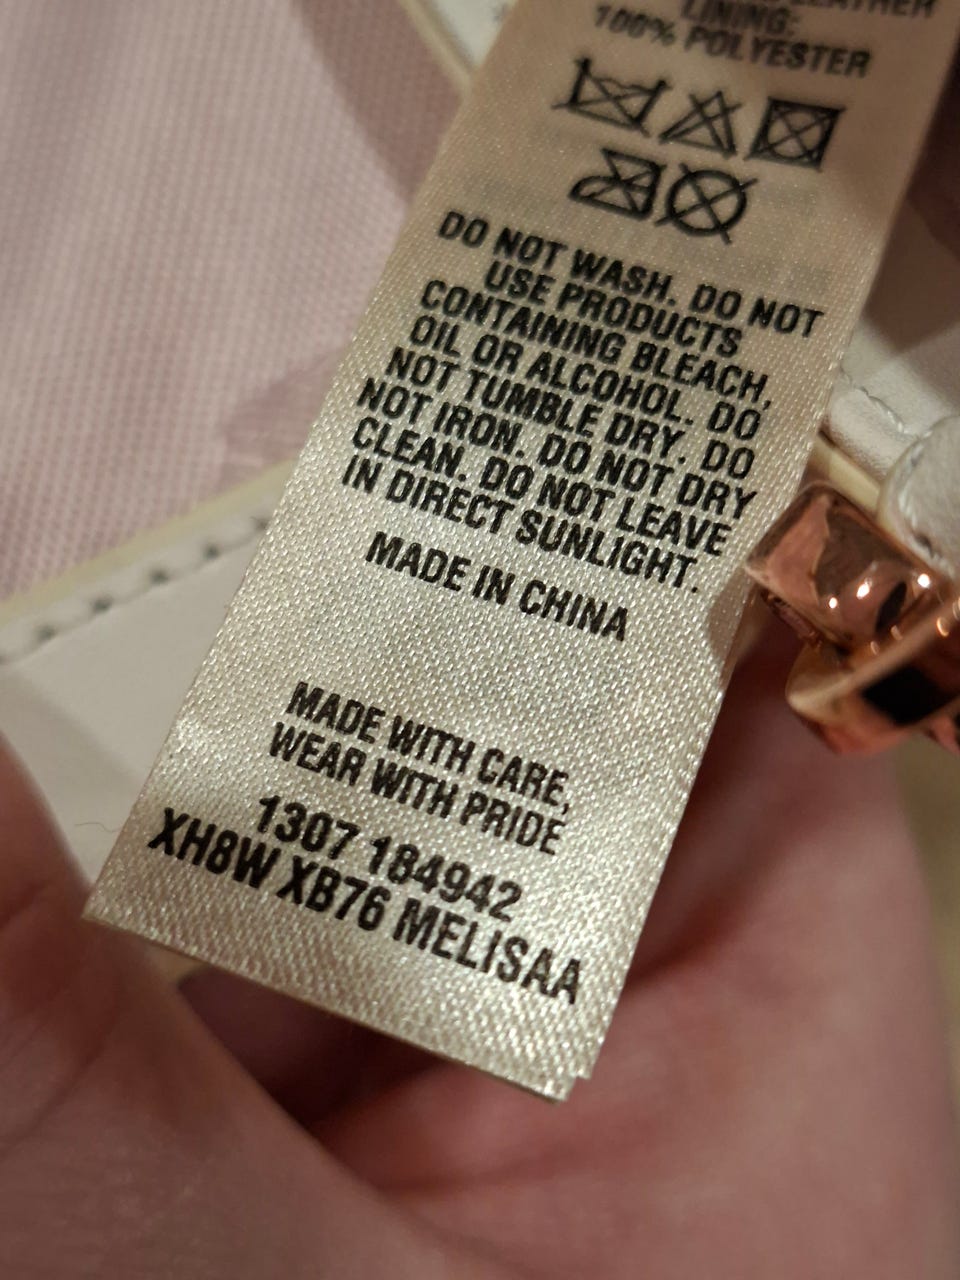 LEATHER
LINING:
100% POLYESTER
DO NOT WASH. DO NOT
USE PRODUCTS
CONTAINING BLEACH,
OIL OR ALCOHOL. DO
NOT TUMBLE DRY. DO
NOT IRON. DO NOT DRY
CLEAN. DO NOT LEAVE
IN DIRECT SUNLIGHT.
MADE IN CHINA
MADE WITH CARE,
WEAR WITH PRIDE
1307 184942
XH8W XB76 MELISAA